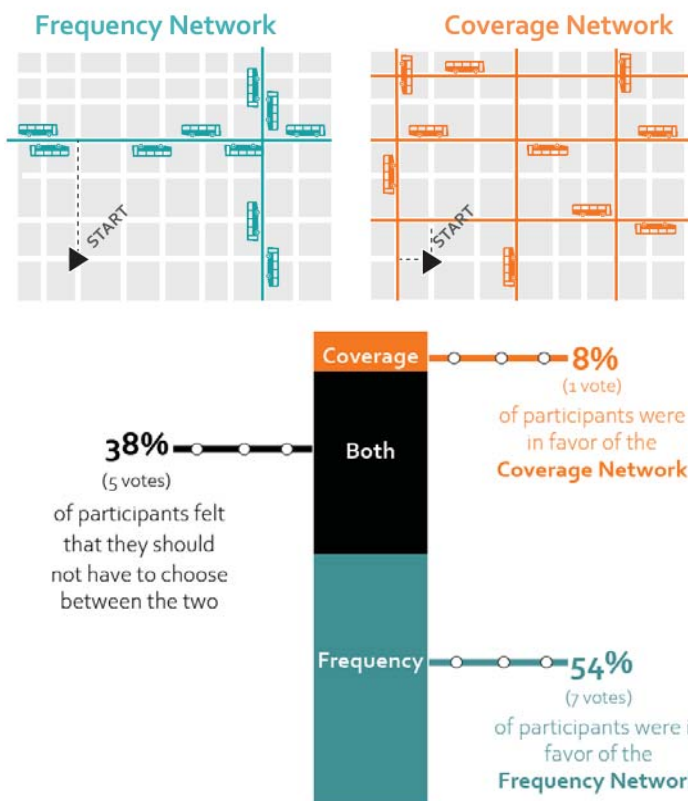 Frequency Network
Coverage Network
START
START
Coverage
8%
(1 vote)
of participants were
in favor of the
Coverage Network
38%
(5 votes)
of participants felt
that they should
not have to choose
between the two
Both
Frequency
54%
(7 votes)
of participants were i
favor of the
Frequency Networ